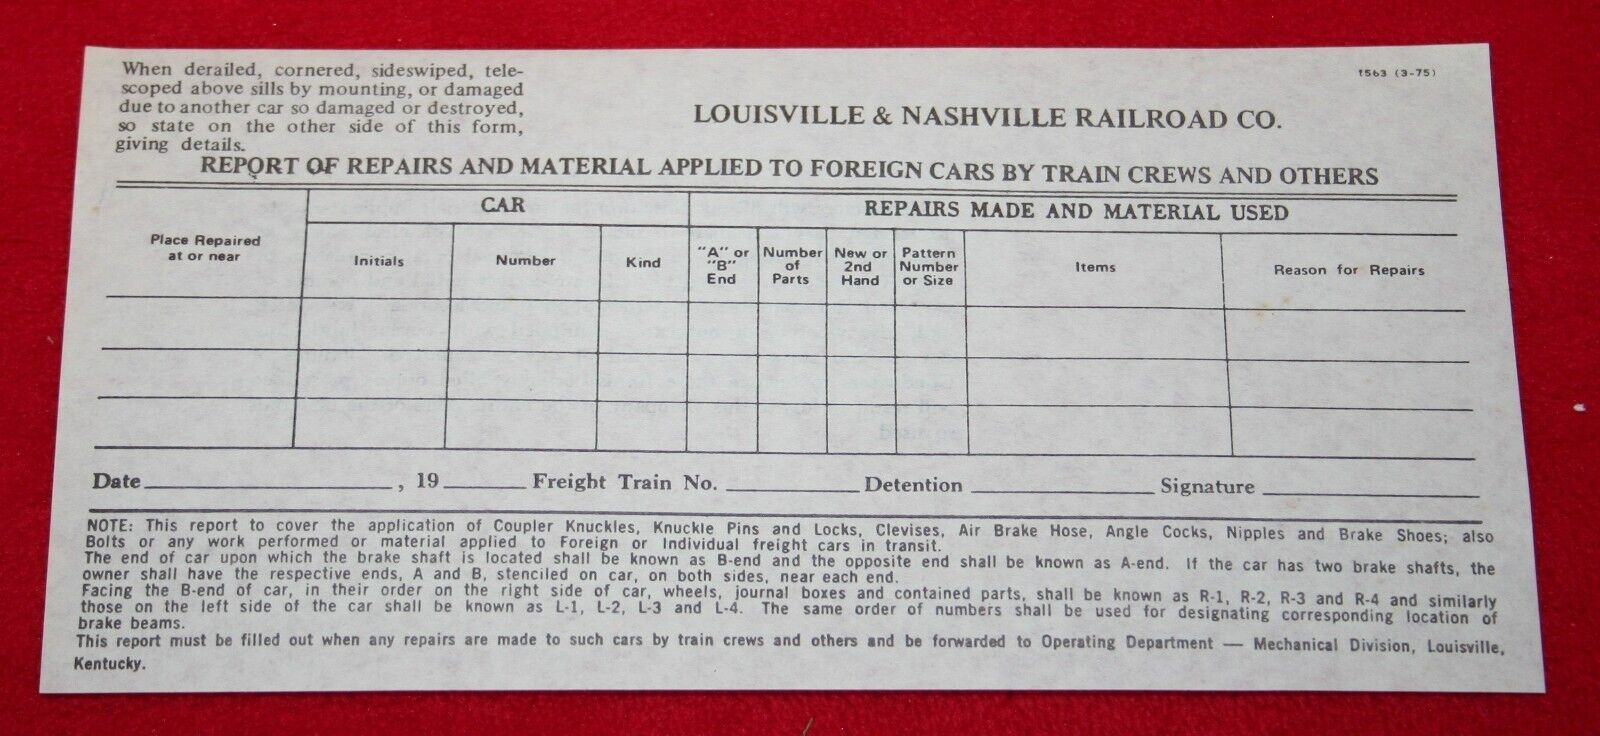 When derailed, cornered, sideswiped, tele-
scoped above sills by mounting, or damaged
due to another car so damaged or destroyed,
so state on the other side of this form,
giving details.
1563 (3-75)
LOUISVILLE & NASHVILLE RAILROAD CO.
REPORT OF REPAIRS AND MATERIAL APPLIED TO FOREIGN CARS BY TRAIN CREWS AND OTHERS
Place Repaired
at or near
CAR
Initials
Number
Kind
REPAIRS MADE AND MATERIAL USED
"A" or
"B"
End
Number
of
Parts
New or
2nd
Hand
Pattern
Number
or Size
Items
Reason for Repairs
Date , 19 Freight Train No. Detention Signature
NOTE: This report to cover the application of Coupler Knuckles, Knuckle Pins and Locks, Clevises, Air Brake Hose, Angle Cocks, Nipples and Brake Shoes; also
Bolts or any work performed or material applied to Foreign or Individual freight cars in transit.
The end of car upon which the brake shaft is located shall be known as B-end and the opposite end shall be known as A-end. If the car has two brake shafts, the
owner shall have the respective ends, A and B, stenciled on car, on both sides, near each end.
Facing the B-end of car, in their order on the right side of car, wheels, journal boxes and contained parts, shall be known as R-1, R-2, R-3 and R-4 and similarly
those on the left side of the car shall be known as L-1, L-2, L-3 and L-4. The same order of numbers shall be used for designating corresponding location of
brake beams.
This report must be filled out when any repairs are made to such cars by train crews and others and be forwarded to Operating Department — Mechanical Division, Louisville,
Kentucky.